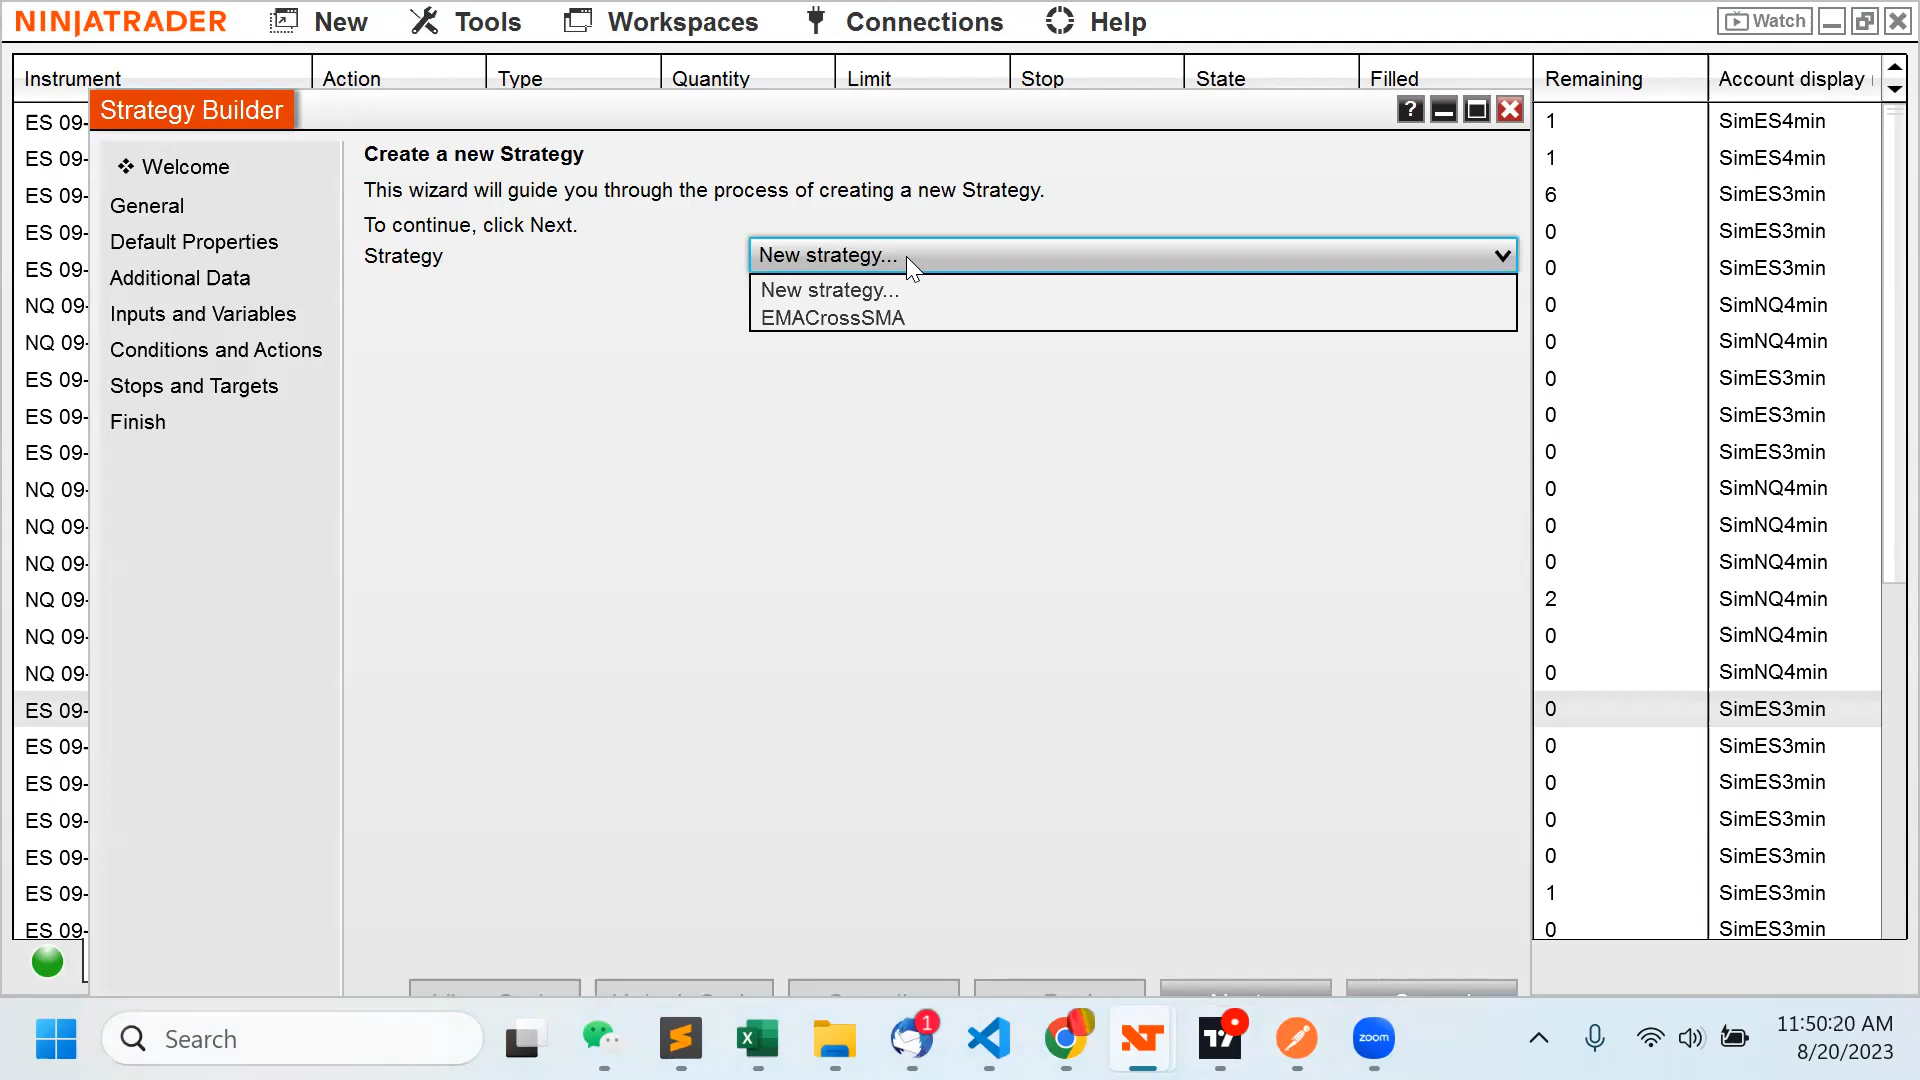 NINJATRADER New Tools Workspaces Connections Help Watch
Instrument Action Type Quantity Limit Stop State Filled Remaining Account display
Strategy Builder
Welcome
General
Default Properties
Additional Data
Inputs and Variables
Conditions and Actions
Stops and Targets
Finish
Create a new Strategy
This wizard will guide you through the process of creating a new Strategy.
To continue, click Next.
Strategy New strategy...
New strategy...
EMACrossSMA
ES 09- 1 SimES4min
ES 09- 1 SimES4min
ES 09- 6 SimES3min
ES 09- 0 SimES3min
ES 09- 0 SimES3min
NQ 09- 0 SimNQ4min
NQ 09- 0 SimNQ4min
ES 09- 0 SimES3min
ES 09- 0 SimES3min
ES 09- 0 SimES3min
NQ 09- 0 SimNQ4min
NQ 09- 0 SimNQ4min
NQ 09- 0 SimNQ4min
NQ 09- 2 SimNQ4min
NQ 09- 0 SimNQ4min
NQ 09- 0 SimNQ4min
ES 09- 0 SimES3min
ES 09- 0 SimES3min
ES 09- 0 SimES3min
ES 09- 0 SimES3min
ES 09- 0 SimES3min
ES 09- 1 SimES3min
ES 09- 0 SimES3min
Search
1
zoom
11:50:20 AM
8/20/2023